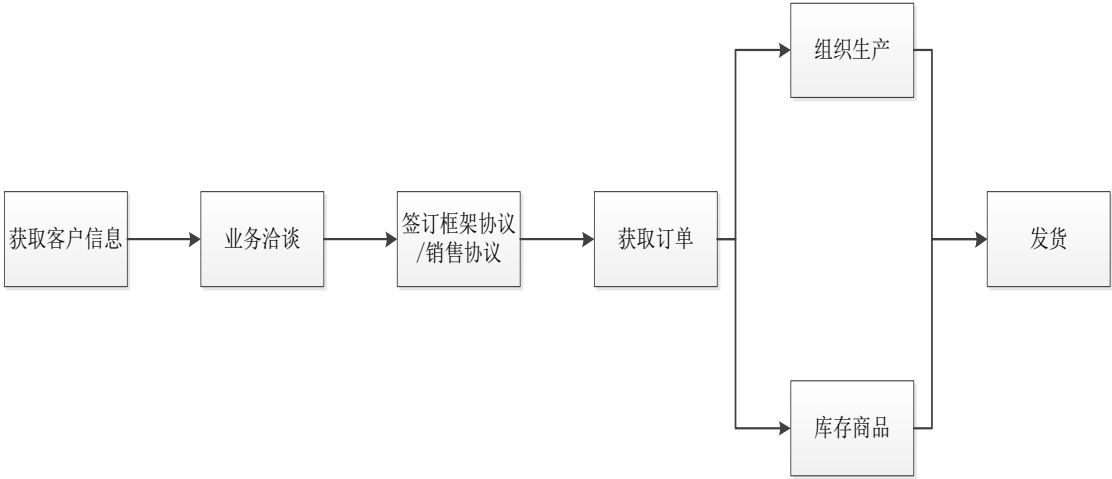 获取客户信息
业务洽谈
签订框架协议
/销售协议
获取订单
组织生产
库存商品
发货